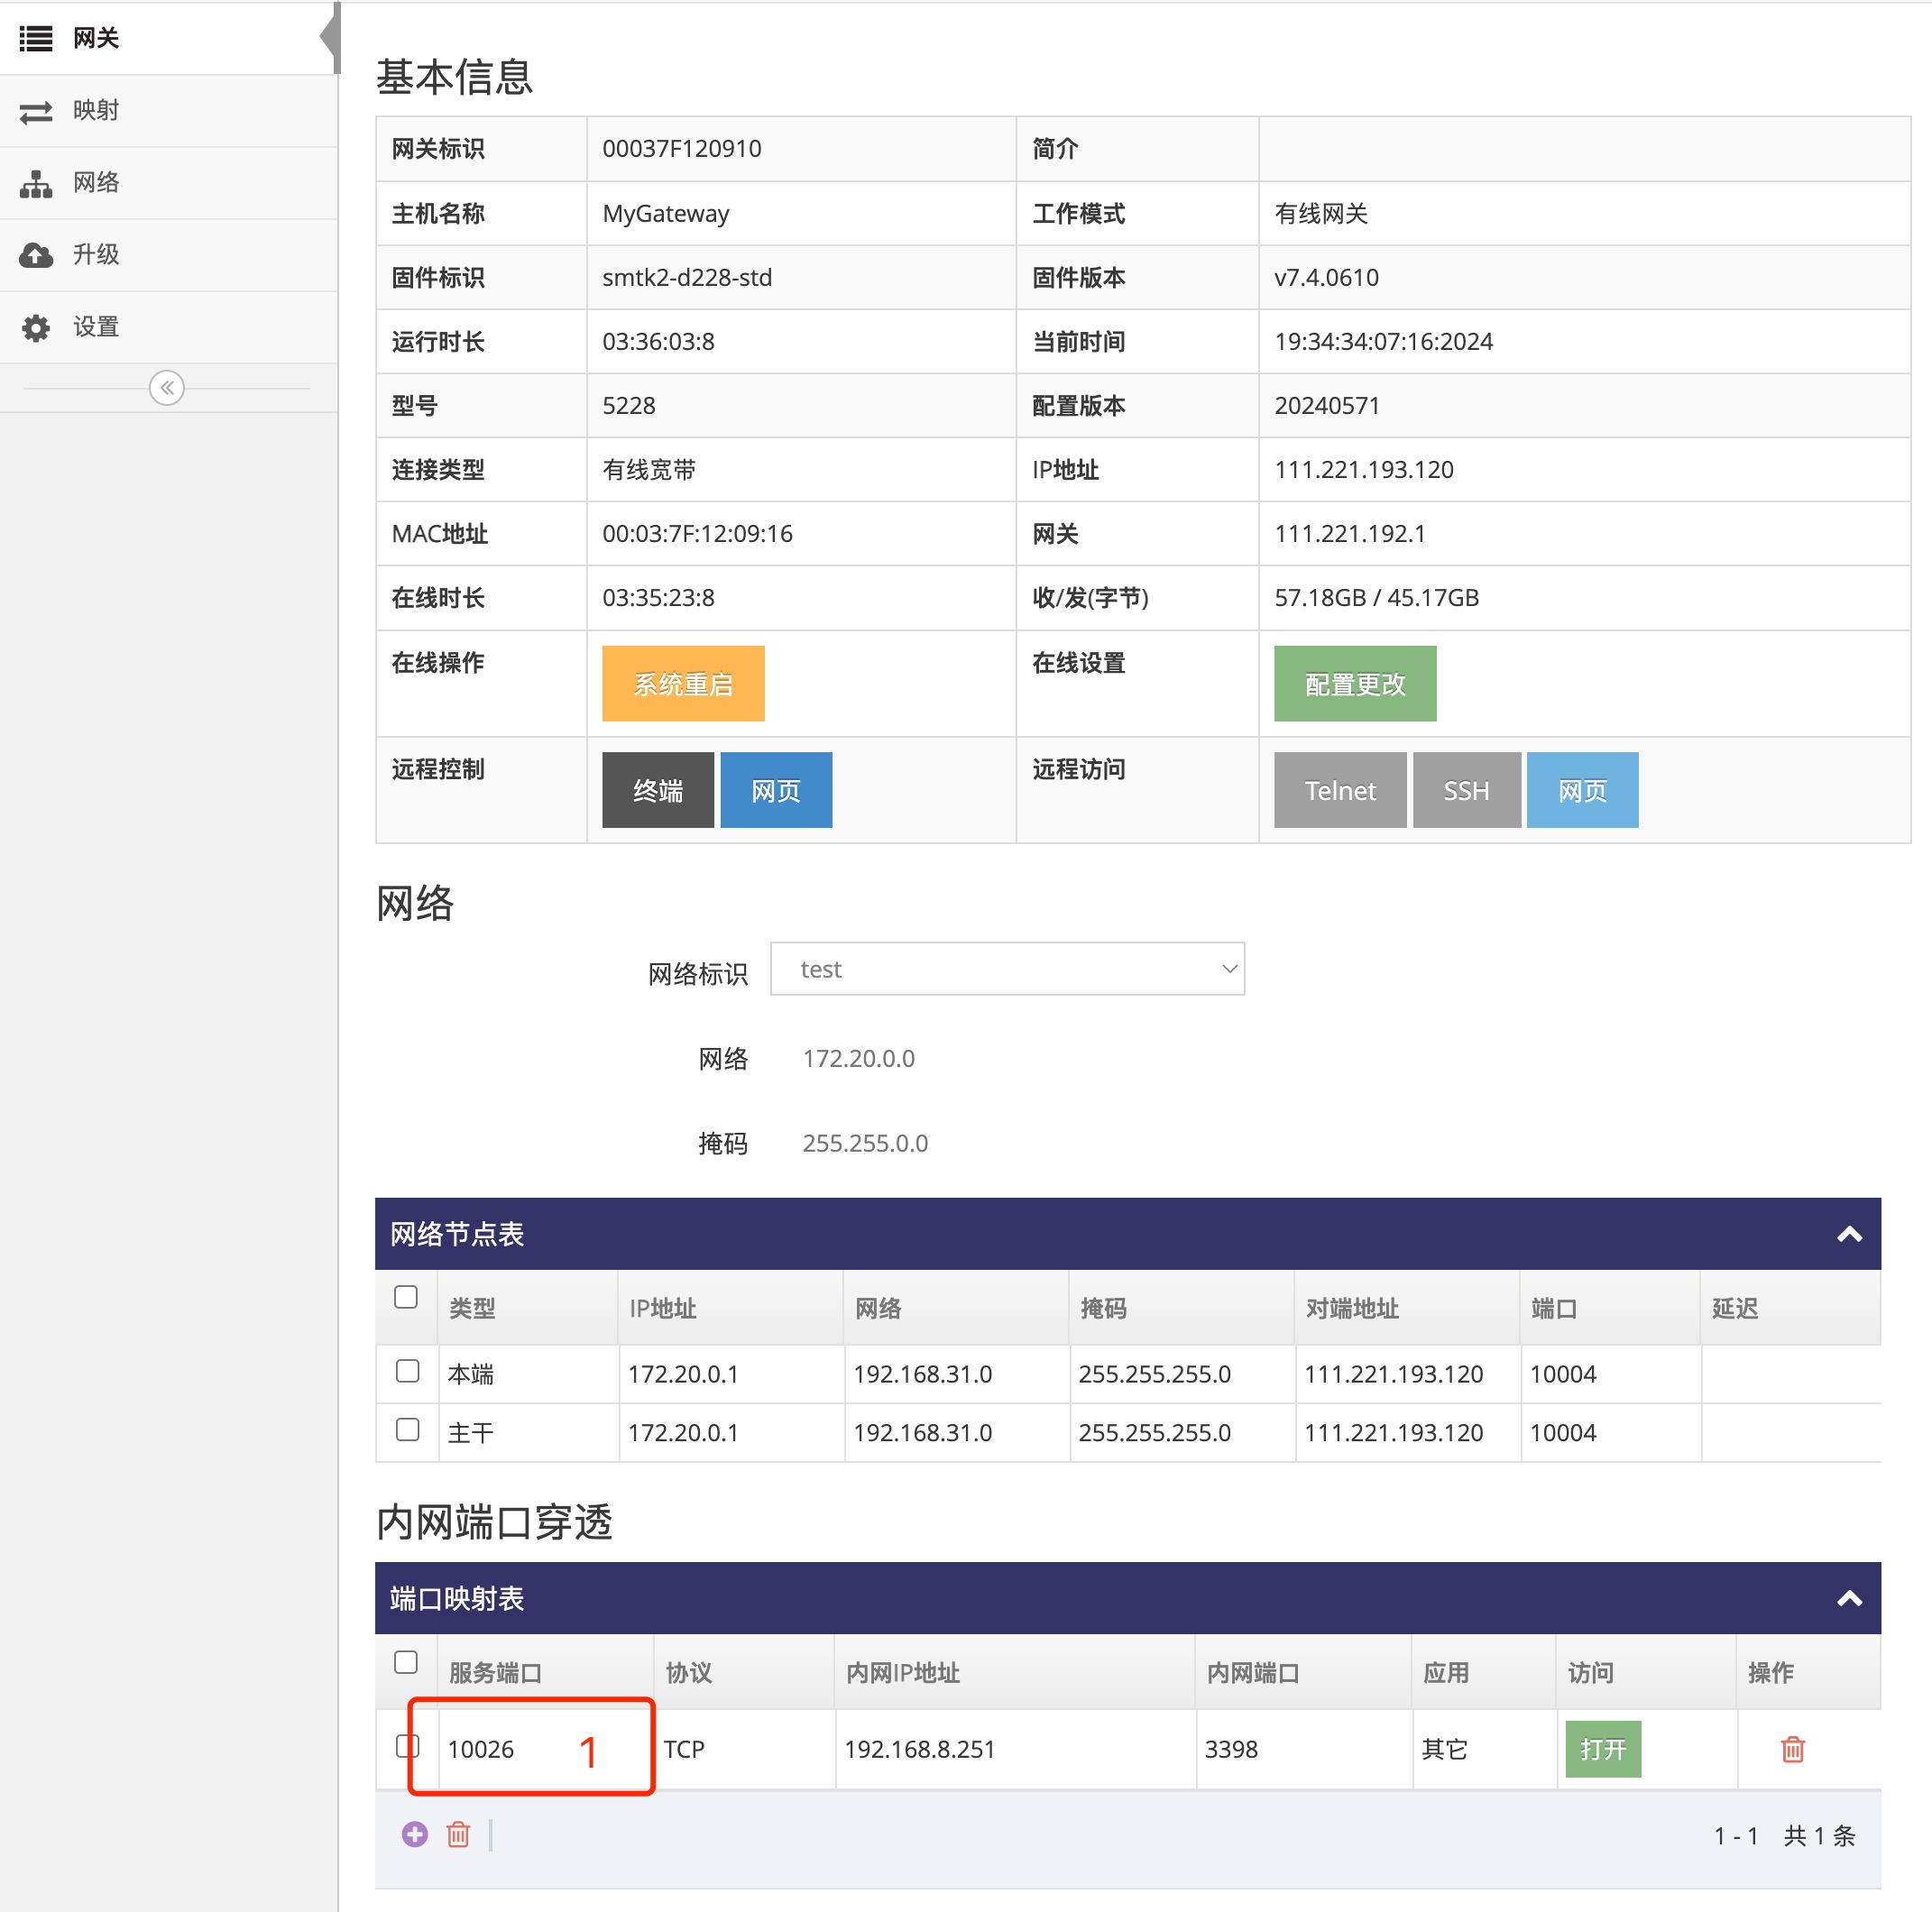 网关
映射
网络
升级
设置
基本信息
网关标识 00037F120910 简介
主机名称 MyGateway 工作模式 有线网关
固件标识 smtk2-d228-std 固件版本 v7.4.0610
运行时长 03:36:03:8 当前时间 19:34:34:07:16:2024
型号 5228 配置版本 20240571
连接类型 有线宽带 IP地址 111.221.193.120
MAC地址 00:03:7F:12:09:16 网关 111.221.192.1
在线时长 03:35:23:8 收/发(字节) 57.18GB / 45.17GB
在线操作 系统重启 在线设置 配置更改
远程控制 终端 网页 远程访问 Telnet SSH 网页
网络
网络标识 test
网络 172.20.0.0
掩码 255.255.0.0
网络节点表
类型 IP地址 网络 掩码 对端地址 端口 延迟
本端 172.20.0.1 192.168.31.0 255.255.255.0 111.221.193.120 10004
主干 172.20.0.1 192.168.31.0 255.255.255.0 111.221.193.120 10004
内网端口穿透
端口映射表
服务端口 协议 内网IP地址 内网端口 应用 访问 操作
10026 1 TCP 192.168.8.251 3398 其它 打开
1 - 1 共 1 条